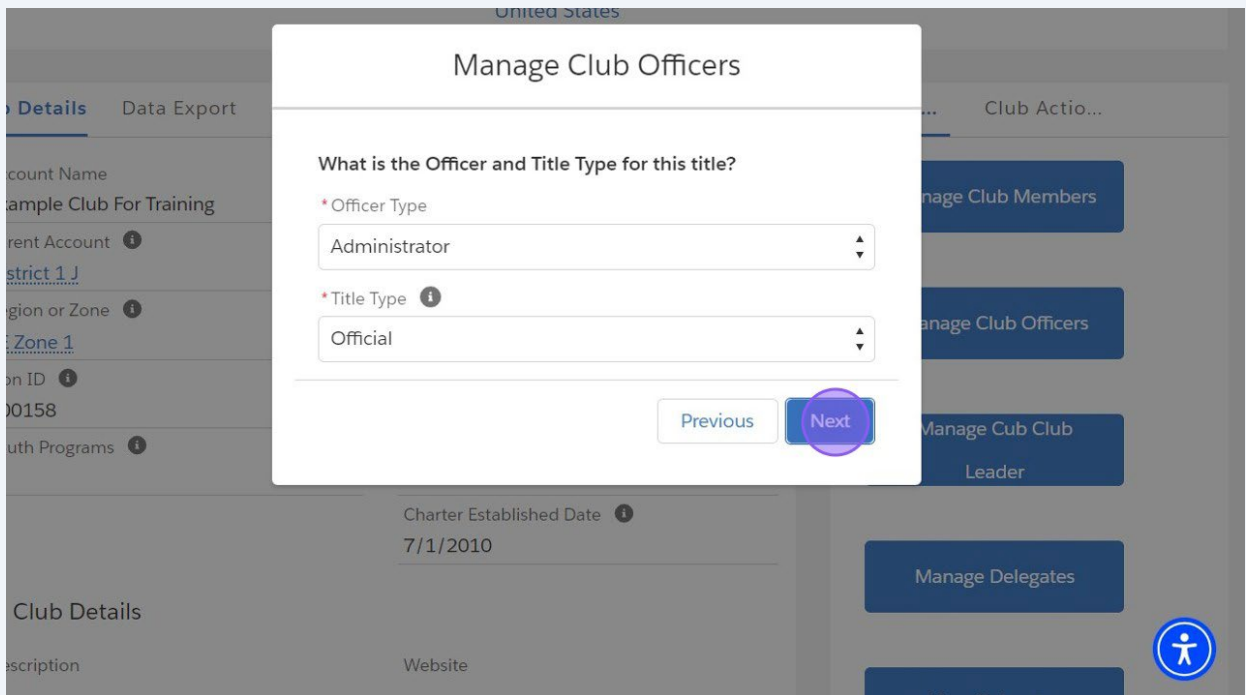 United States
Manage Club Officers
Details
Data Export
...
Club Actio...
What is the Officer and Title Type for this title?
* Officer Type
Administrator
* Title Type
Official
Previous
Next
count Name
ample Club For Training
rent Account
strict 1 J
gion or Zone
Zone 1
on ID
00158
uth Programs
Charter Established Date
7/1/2010
Club Details
escription
Website
nage Club Members
anage Club Officers
Manage Cub Club
Leader
Manage Delegates